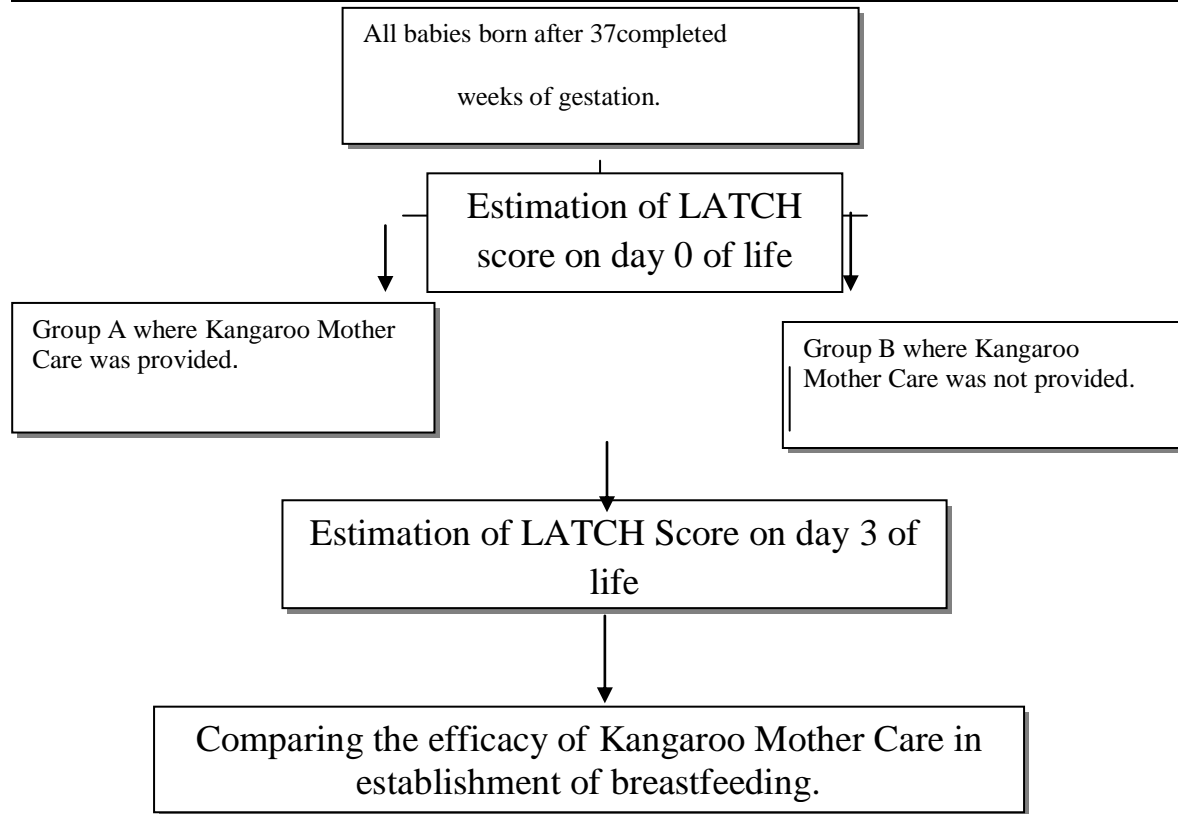 All babies born after 37completed
weeks of gestation.
Estimation of LATCH
score on day 0 of life
Group A where Kangaroo Mother
Care was provided.
Group B where Kangaroo
Mother Care was not provided.
Estimation of LATCH Score on day 3 of
life
Comparing the efficacy of Kangaroo Mother Care in
establishment of breastfeeding.